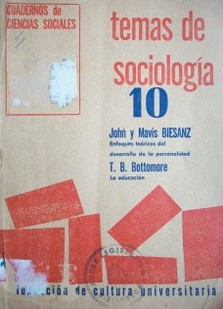 CUADERNOS de
CIENCIAS SOCIALES
temas de
sociología
10
John y Mavis BIESANZ
Enfoques teóricos del
desarrollo de la personalidad
T. B. Bottomore
La educación
de cultura universitaria